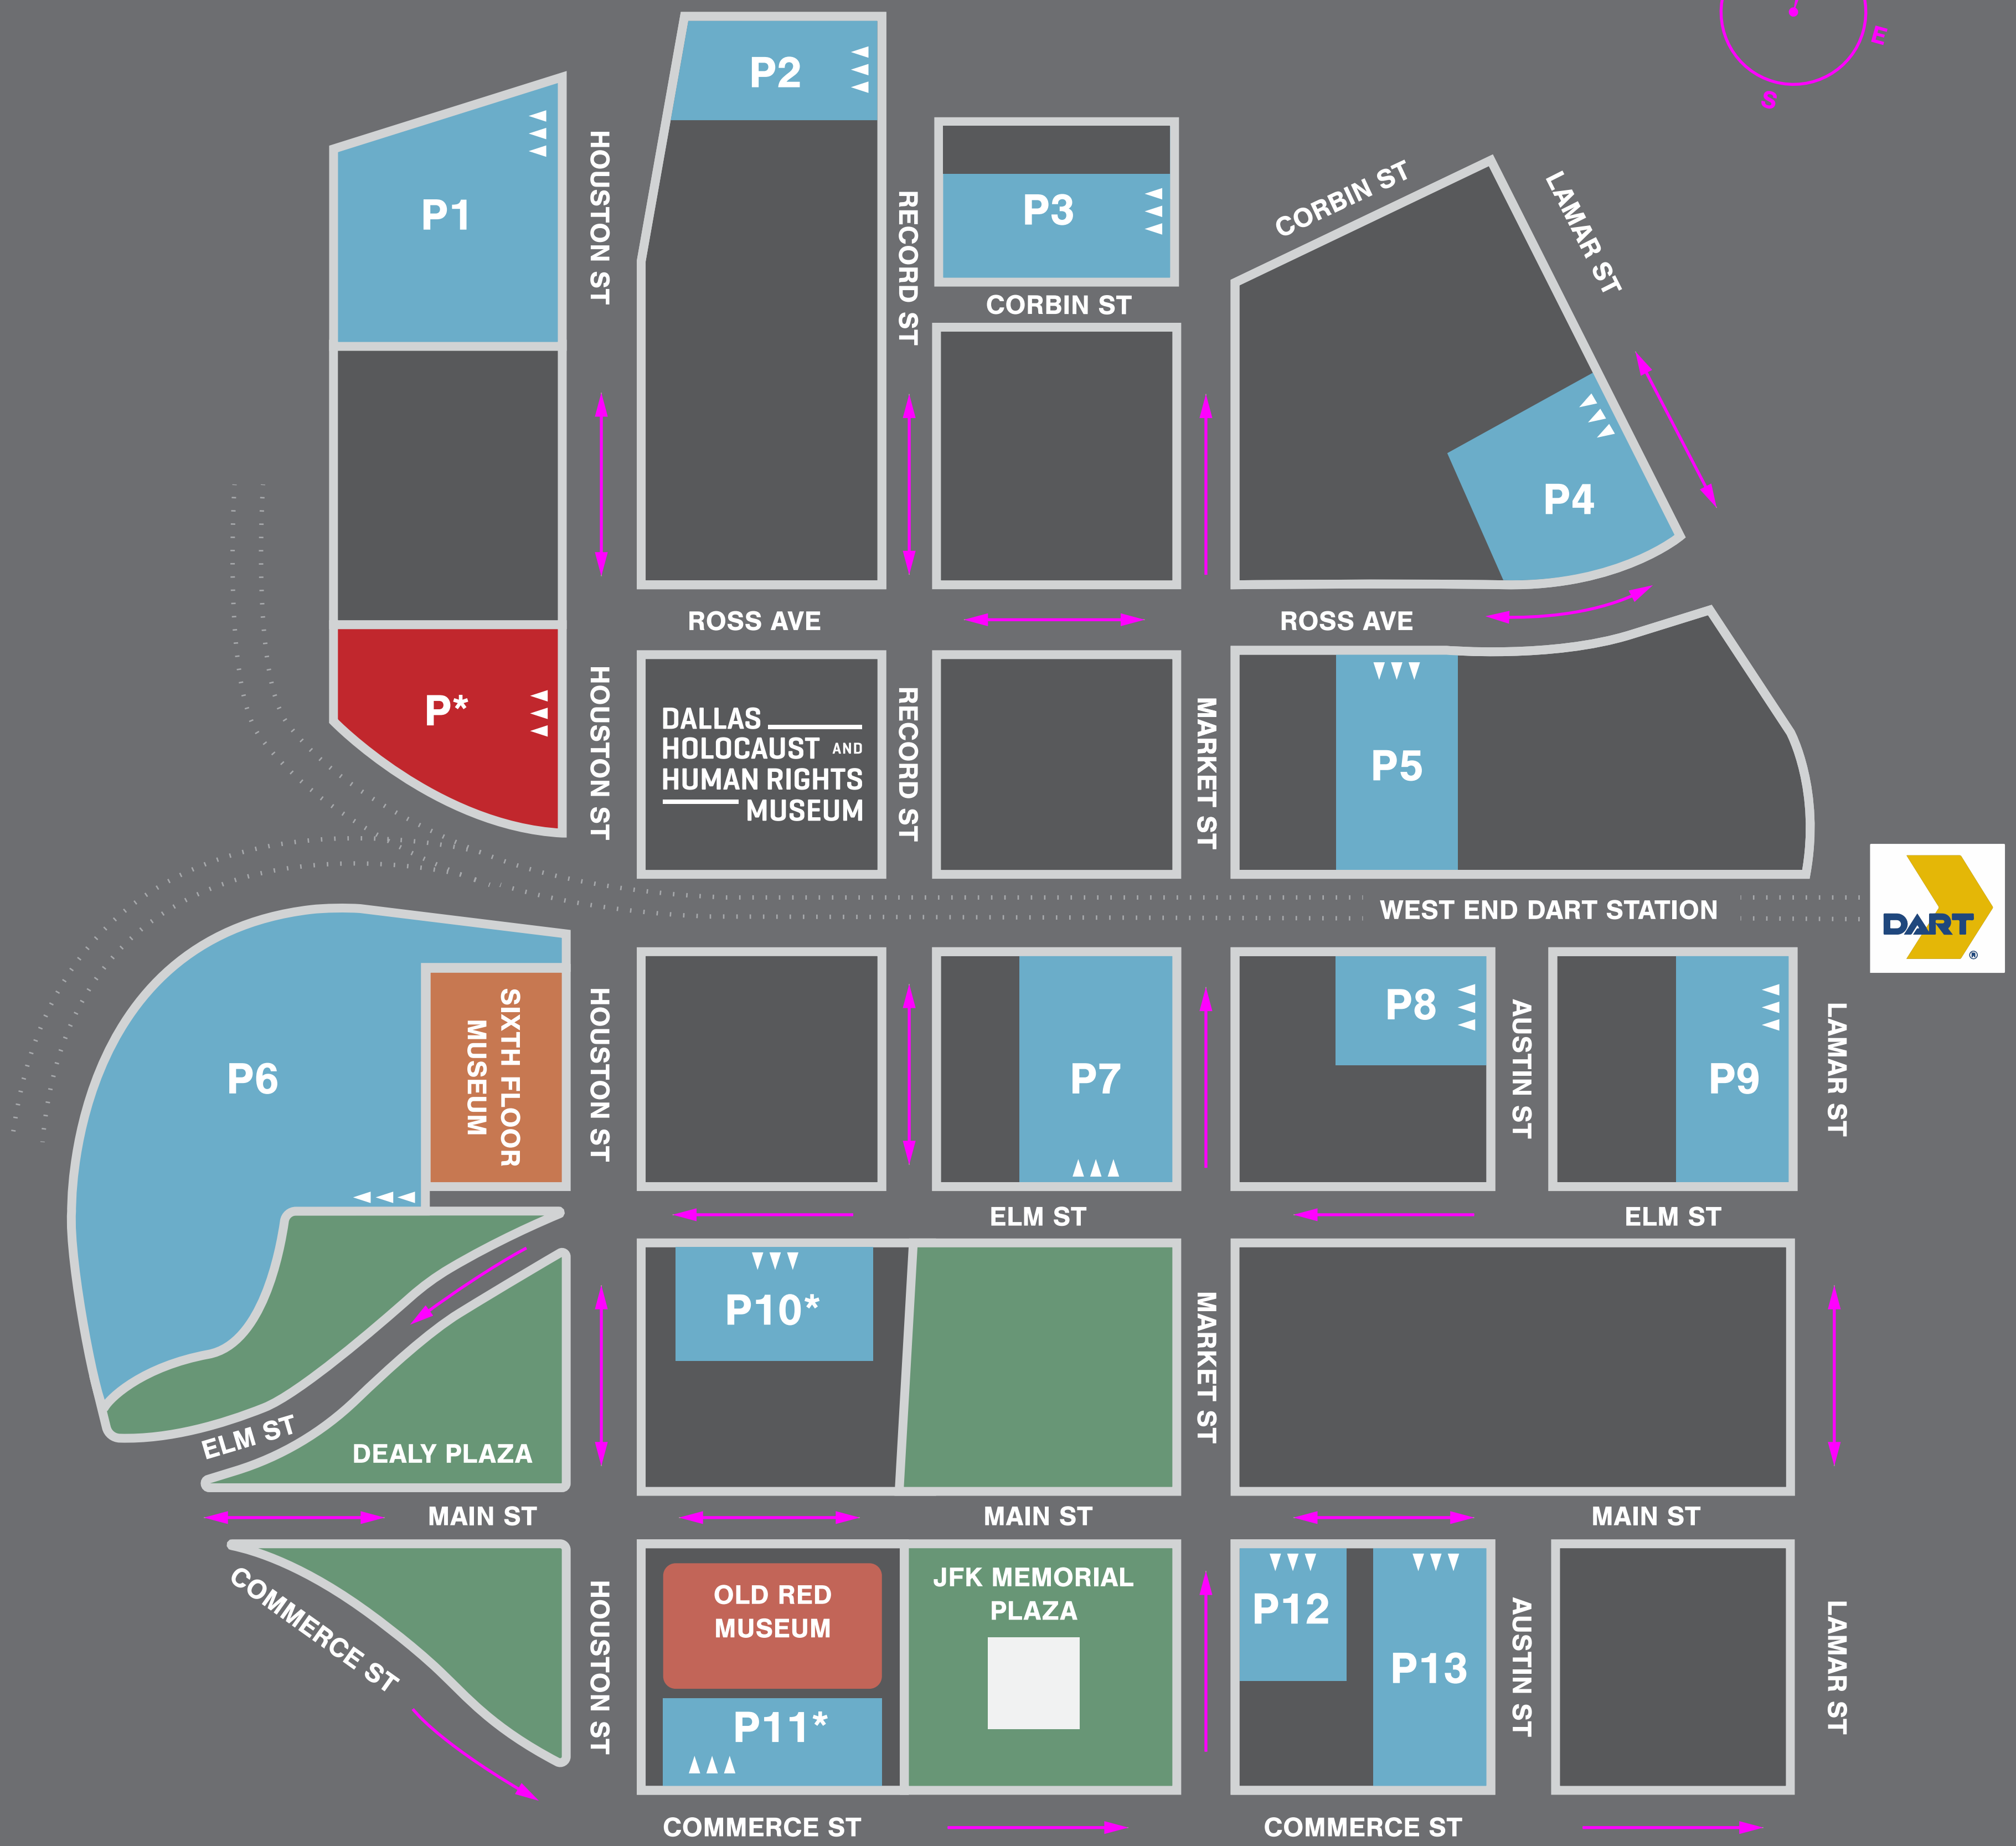 E
S
P2
P1
HOUSTON ST
P3
RECORD ST
CORBIN ST
LAMAR ST
CORBIN ST
P4
ROSS AVE
ROSS AVE
P*
HOUSTON ST
DALLAS
HOLOCAUST AND
HUMAN RIGHTS
MUSEUM
RECORD ST
MARKET ST
P5
WEST END DART STATION
DART
®
P6
SIXTH FLOOR
MUSEUM
HOUSTON ST
P7
P8
AUSTIN ST
P9
LAMAR ST
ELM ST
ELM ST
P10*
MARKET ST
ELM ST
DEALY PLAZA
MAIN ST
MAIN ST
MAIN ST
COMMERCE ST
HOUSTON ST
OLD RED
MUSEUM
JFK MEMORIAL
PLAZA
P12
P13
AUSTIN ST
LAMAR ST
P11*
COMMERCE ST
COMMERCE ST